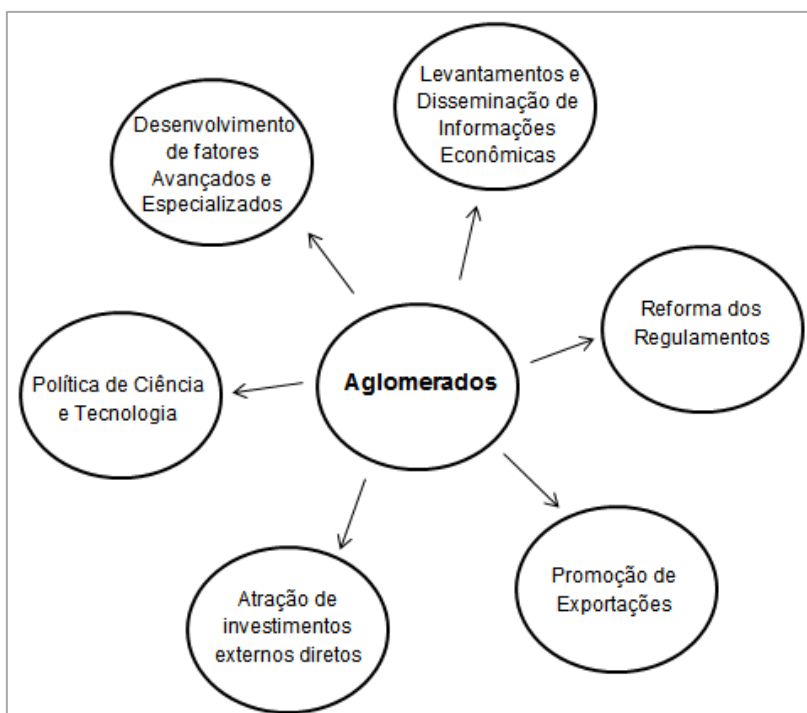 Levantamentos e
Disseminação de
Informações
Econômicas
Desenvolvimento
de fatores
Avançados e
Especializados
Reforma dos
Regulamentos
Aglomerados
Política de Ciência
e Tecnologia
Promoção de
Exportações
Atração de
investimentos
externos diretos